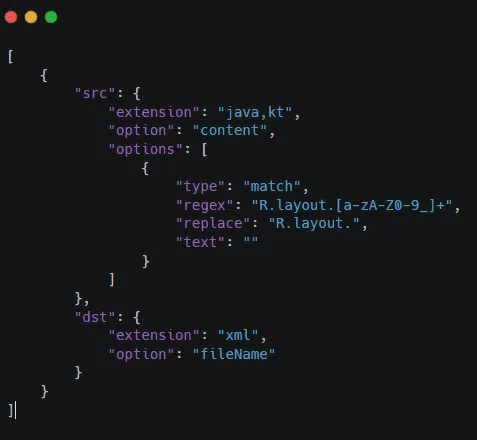 [
    {
        "src": {
            "extension": "java,kt",
            "option": "content",
            "options": [
                {
                    "type": "match",
                    "regex": "R.layout.[a-zA-Z0-9_]+",
                    "replace": "R.layout.",
                    "text": ""
                }
            ]
        },
        "dst": {
            "extension": "xml",
            "option": "fileName"
        }
    }
]